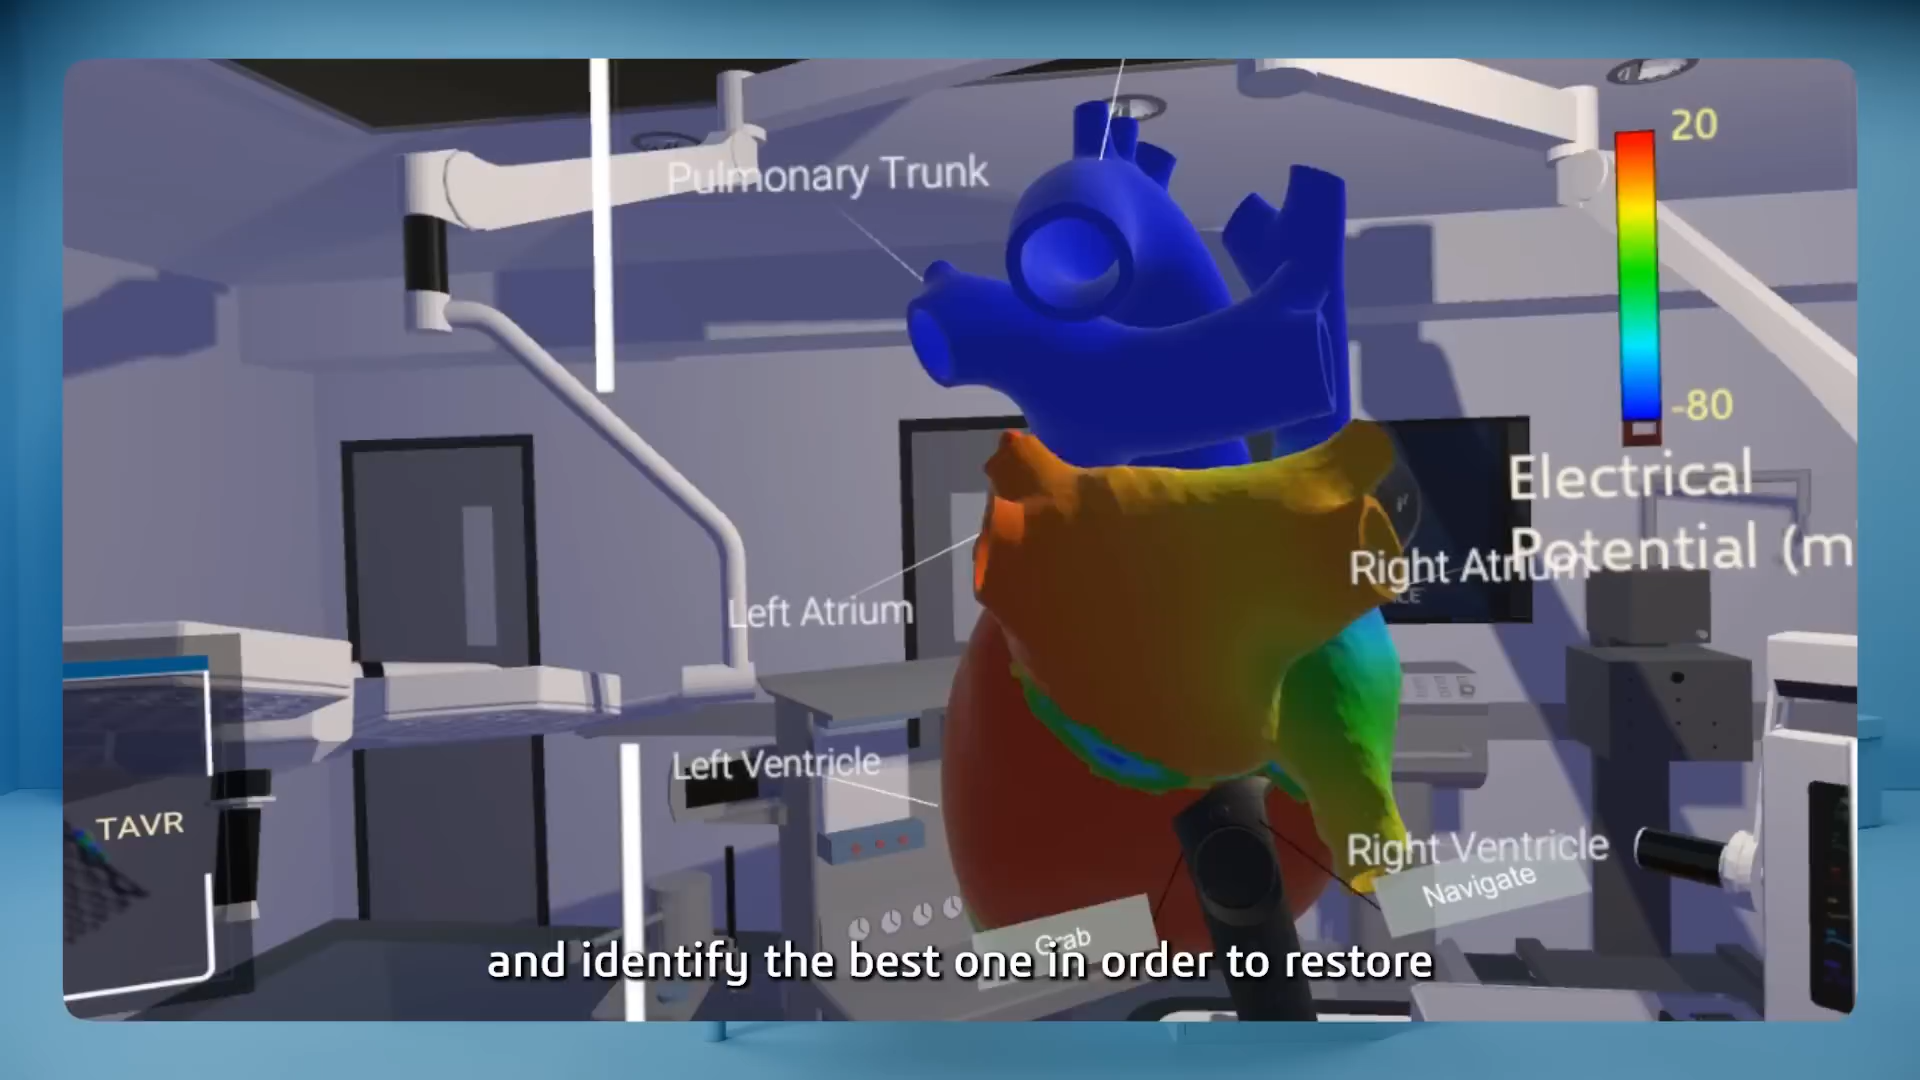 20
Pulmonary Trunk
-80
Electrical
Potential (m
Right Atrium
Left Atrium
Left Ventricle
TAVR
Right Ventricle
Navigate
Grab
and identify the best one in order to restore